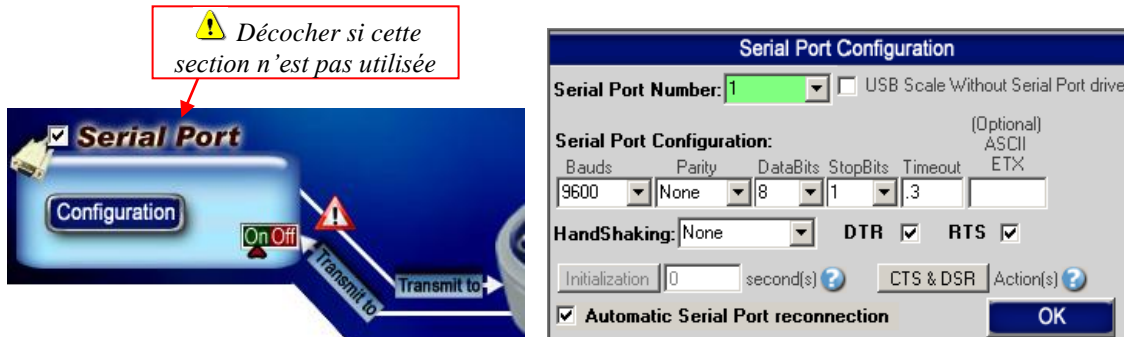 Décocher si cette
section n'est pas utilisée
Serial Port
Configuration
On Off
Transmit to
Transmit to
Serial Port Configuration
Serial Port Number: 1 USB Scale Without Serial Port drive
Serial Port Configuration:
(Optional)
ASCII
ETX
Bauds Parity DataBits StopBits Timeout
9600 None 8 1 .3
HandShaking: None DTR RTS
Initialization 0 second(s) ? CTS & DSR Action(s) ?
Automatic Serial Port reconnection OK